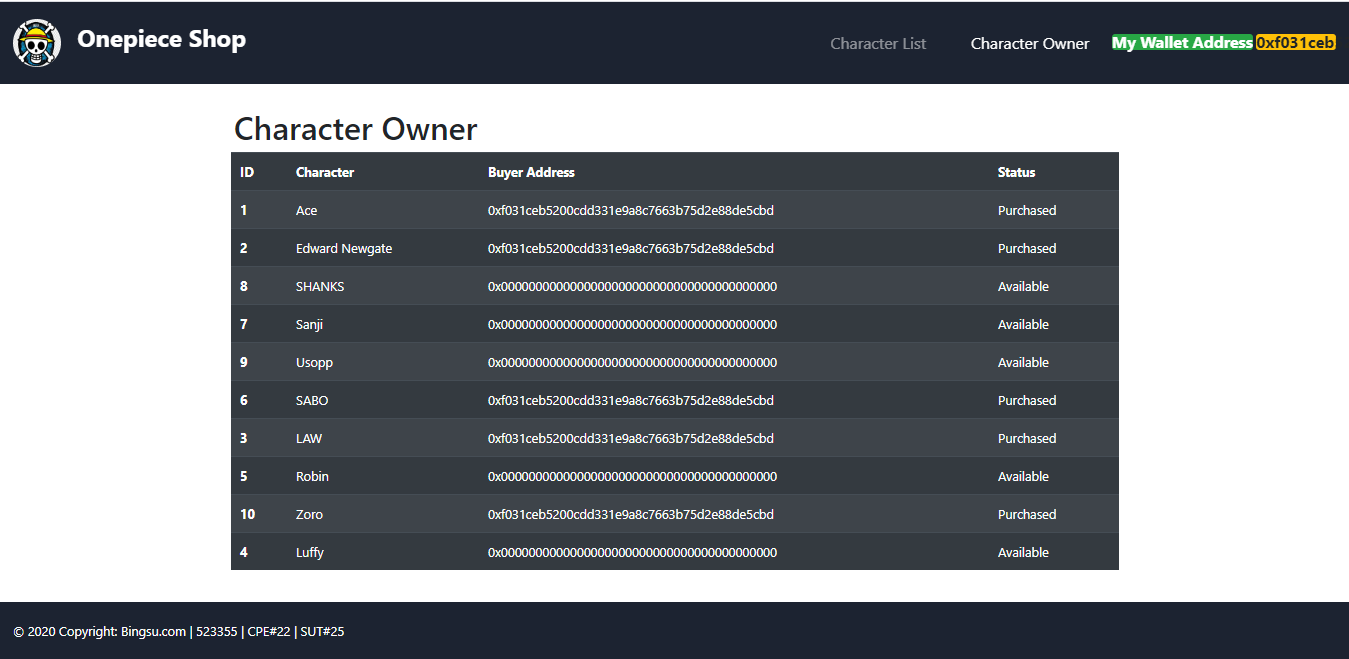 Onepiece Shop
Character List Character Owner My Wallet Address 0xf031ceb
Character Owner
ID Character Buyer Address Status
1 Ace 0xf031ceb5200cdd331e9a8c7663b75d2e88de5cbd Purchased
2 Edward Newgate 0xf031ceb5200cdd331e9a8c7663b75d2e88de5cbd Purchased
8 SHANKS 0x0000000000000000000000000000000000000000 Available
7 Sanji 0x0000000000000000000000000000000000000000 Available
9 Usopp 0x0000000000000000000000000000000000000000 Available
6 SABO 0xf031ceb5200cdd331e9a8c7663b75d2e88de5cbd Purchased
3 LAW 0xf031ceb5200cdd331e9a8c7663b75d2e88de5cbd Purchased
5 Robin 0x0000000000000000000000000000000000000000 Available
10 Zoro 0xf031ceb5200cdd331e9a8c7663b75d2e88de5cbd Purchased
4 Luffy 0x0000000000000000000000000000000000000000 Available
© 2020 Copyright: Bingsu.com | 523355 | CPE#22 | SUT#25